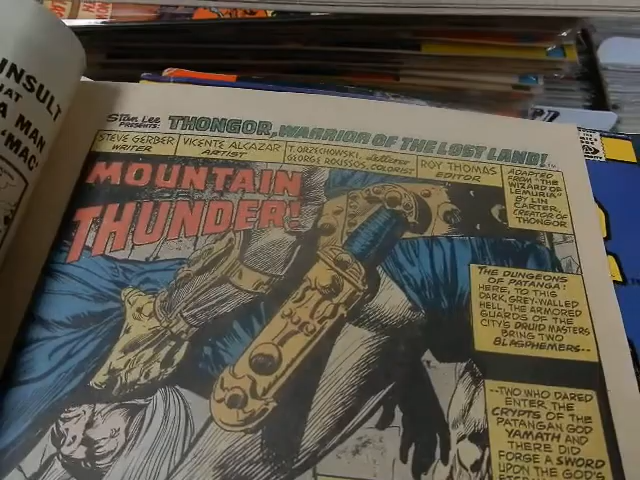 INSULT
A MAN
'MAC'
Stan Lee
PRESENTS: THONGOR, WARRIOR OF THE LOST LAND!
STEVE GERBER
WRITER
VICENTE ALCAZAR
ARTIST
T. ORZECHOWSKI, letterer
GEORGE ROUSSOS, COLORIST
ROY THOMAS
EDITOR
ADAPTED
FROM "THE
WIZARD OF
LEMURIA"
BY LIN
CARTER,
CREATOR OF
THONGOR
MOUNTAIN
THUNDER!
THE DUNGEONS
OF PATANGA:
HERE, TO THIS
DARK, GREY-WALLED
HELL, THE ARMORED
GUARDS OF THE
CITY'S DRUID MASTERS
BRING TWO
BLASPHEMERS--
--TWO WHO DARED
ENTER THE
CRYPTS OF THE
PATANGAN GOD
YAMATH AND
THERE DID
FORGE A SWORD
UPON THE GOD'S